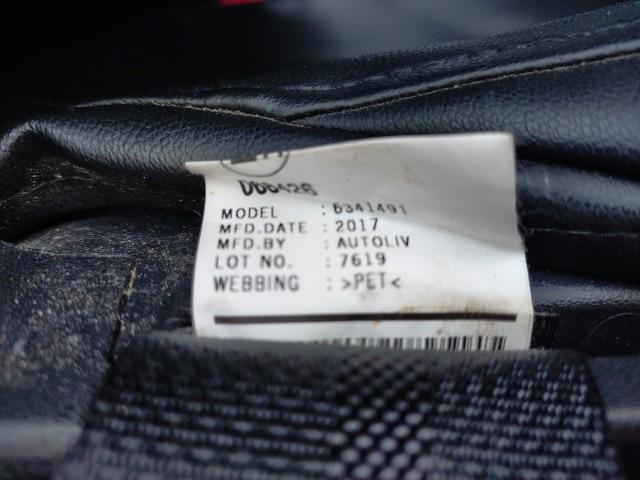 MODEL : 6341491
MFD.DATE : 2017
MFD.BY : AUTOLIV
LOT NO. : 7619
WEBBING : >PET<